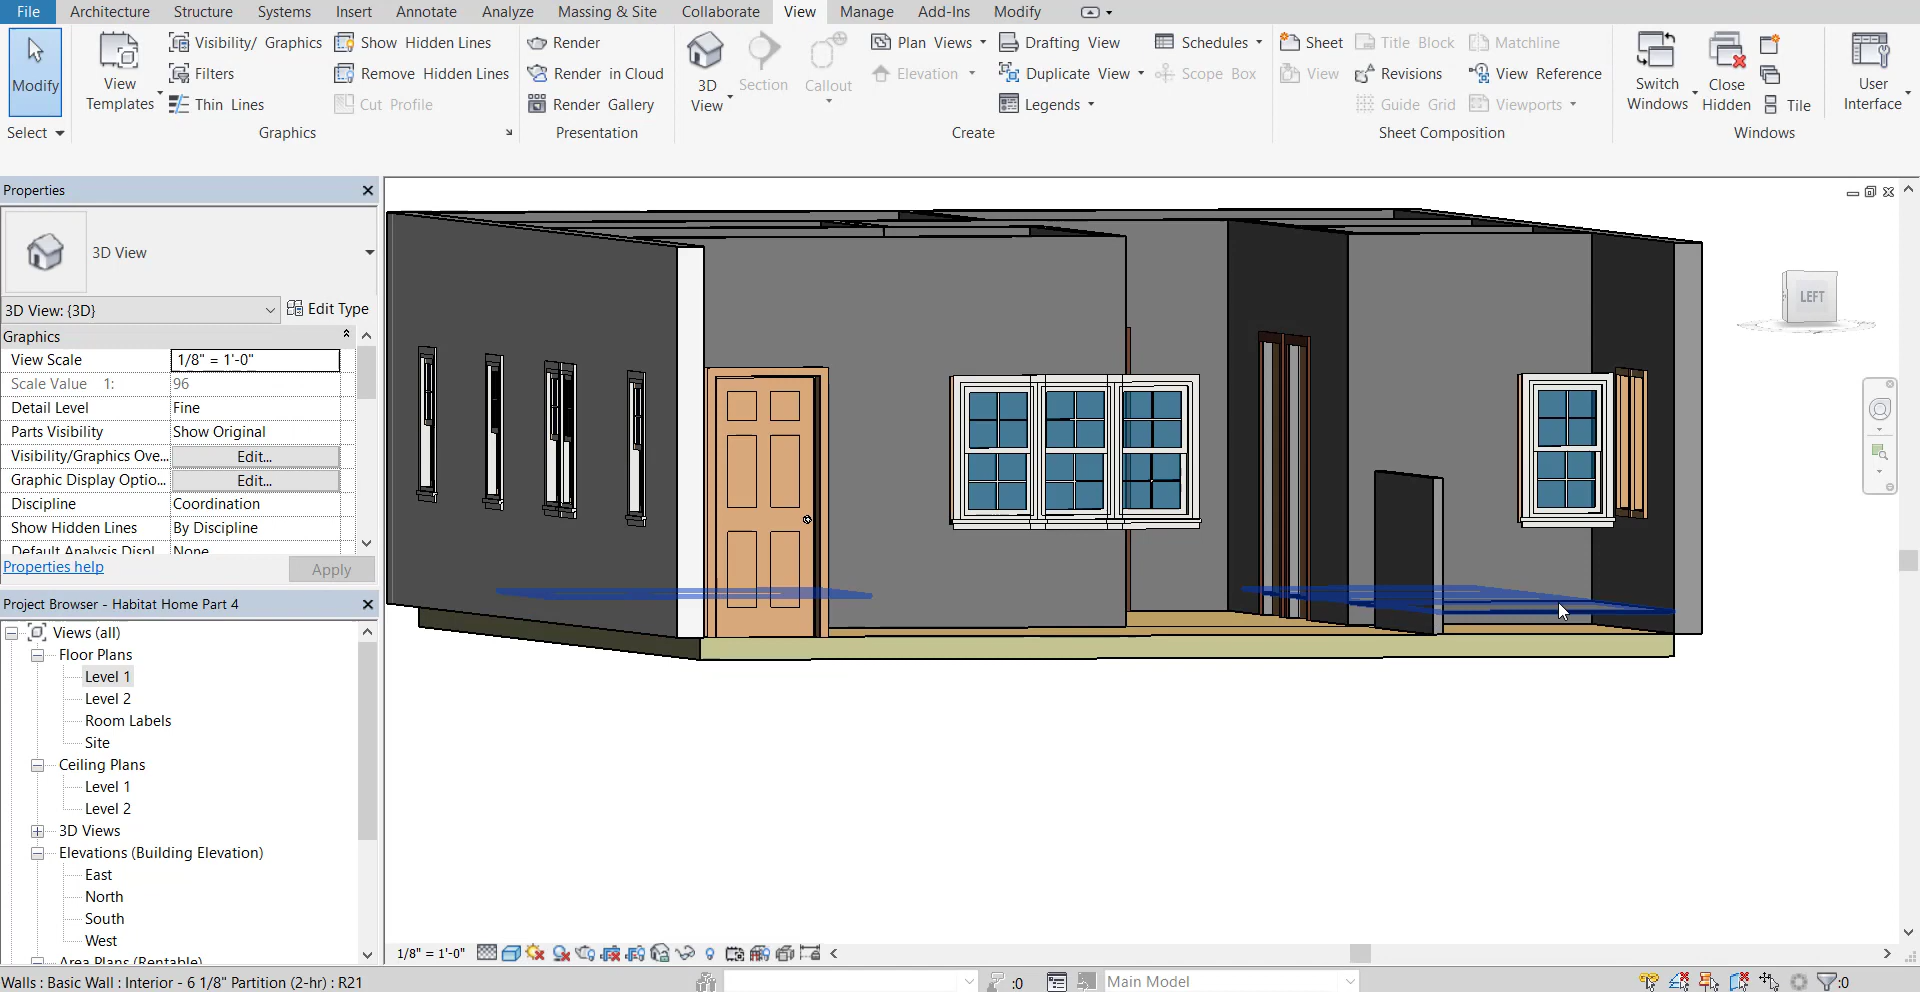 File Architecture Structure Systems Insert Annotate Analyze Massing & Site Collaborate View Manage Add-Ins Modify
Modify
Select
View Templates
Visibility/ Graphics
Filters
Thin Lines
Show Hidden Lines
Remove Hidden Lines
Cut Profile
Graphics
Render
Render in Cloud
Render Gallery
Presentation
3D View
Section
Callout
Plan Views
Elevation
Drafting View
Duplicate View
Legends
Schedules
Scope Box
Create
Sheet
View
Title Block
Revisions
Guide Grid
Matchline
View Reference
Viewports
Sheet Composition
Switch Windows
Close Hidden
Tile
Windows
User Interface
Properties
3D View
3D View: {3D}
Edit Type
Graphics
View Scale 1/8" = 1'-0"
Scale Value 1: 96
Detail Level Fine
Parts Visibility Show Original
Visibility/Graphics Ove... Edit...
Graphic Display Optio... Edit...
Discipline Coordination
Show Hidden Lines By Discipline
Default Analysis Displ... None
Properties help Apply
Project Browser - Habitat Home Part 4
Views (all)
Floor Plans
Level 1
Level 2
Room Labels
Site
Ceiling Plans
Level 1
Level 2
3D Views
Elevations (Building Elevation)
East
North
South
West
Area Plans (Rentable)
LEFT
1/8" = 1'-0"
Walls : Basic Wall : Interior - 6 1/8" Partition (2-hr) : R21
:0
Main Model
:0